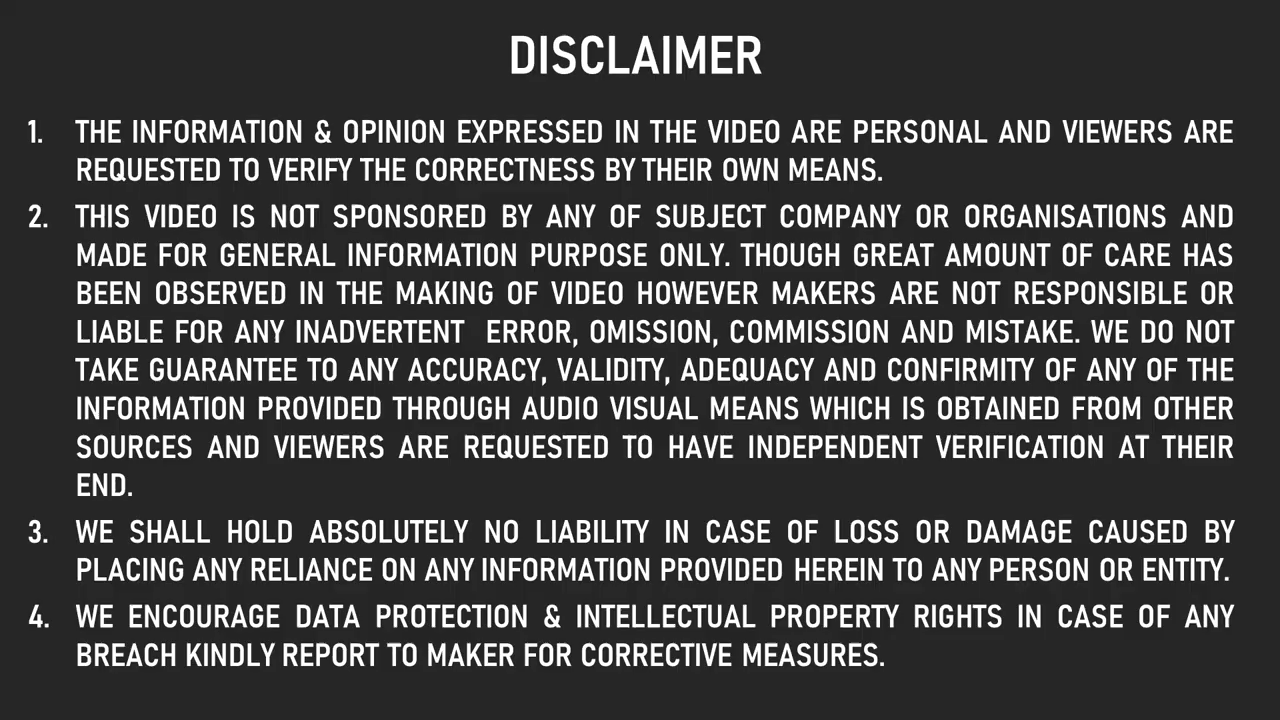 DISCLAIMER
1. THE INFORMATION & OPINION EXPRESSED IN THE VIDEO ARE PERSONAL AND VIEWERS ARE
REQUESTED TO VERIFY THE CORRECTNESS BY THEIR OWN MEANS.
2. THIS VIDEO IS NOT SPONSORED BY ANY OF SUBJECT COMPANY OR ORGANISATIONS AND
MADE FOR GENERAL INFORMATION PURPOSE ONLY. THOUGH GREAT AMOUNT OF CARE HAS
BEEN OBSERVED IN THE MAKING OF VIDEO HOWEVER MAKERS ARE NOT RESPONSIBLE OR
LIABLE FOR ANY INADVERTENT ERROR, OMISSION, COMMISSION AND MISTAKE. WE DO NOT
TAKE GUARANTEE TO ANY ACCURACY, VALIDITY, ADEQUACY AND CONFIRMITY OF ANY OF THE
INFORMATION PROVIDED THROUGH AUDIO VISUAL MEANS WHICH IS OBTAINED FROM OTHER
SOURCES AND VIEWERS ARE REQUESTED TO HAVE INDEPENDENT VERIFICATION AT THEIR
END.
3. WE SHALL HOLD ABSOLUTELY NO LIABILITY IN CASE OF LOSS OR DAMAGE CAUSED BY
PLACING ANY RELIANCE ON ANY INFORMATION PROVIDED HEREIN TO ANY PERSON OR ENTITY.
4. WE ENCOURAGE DATA PROTECTION & INTELLECTUAL PROPERTY RIGHTS IN CASE OF ANY
BREACH KINDLY REPORT TO MAKER FOR CORRECTIVE MEASURES.